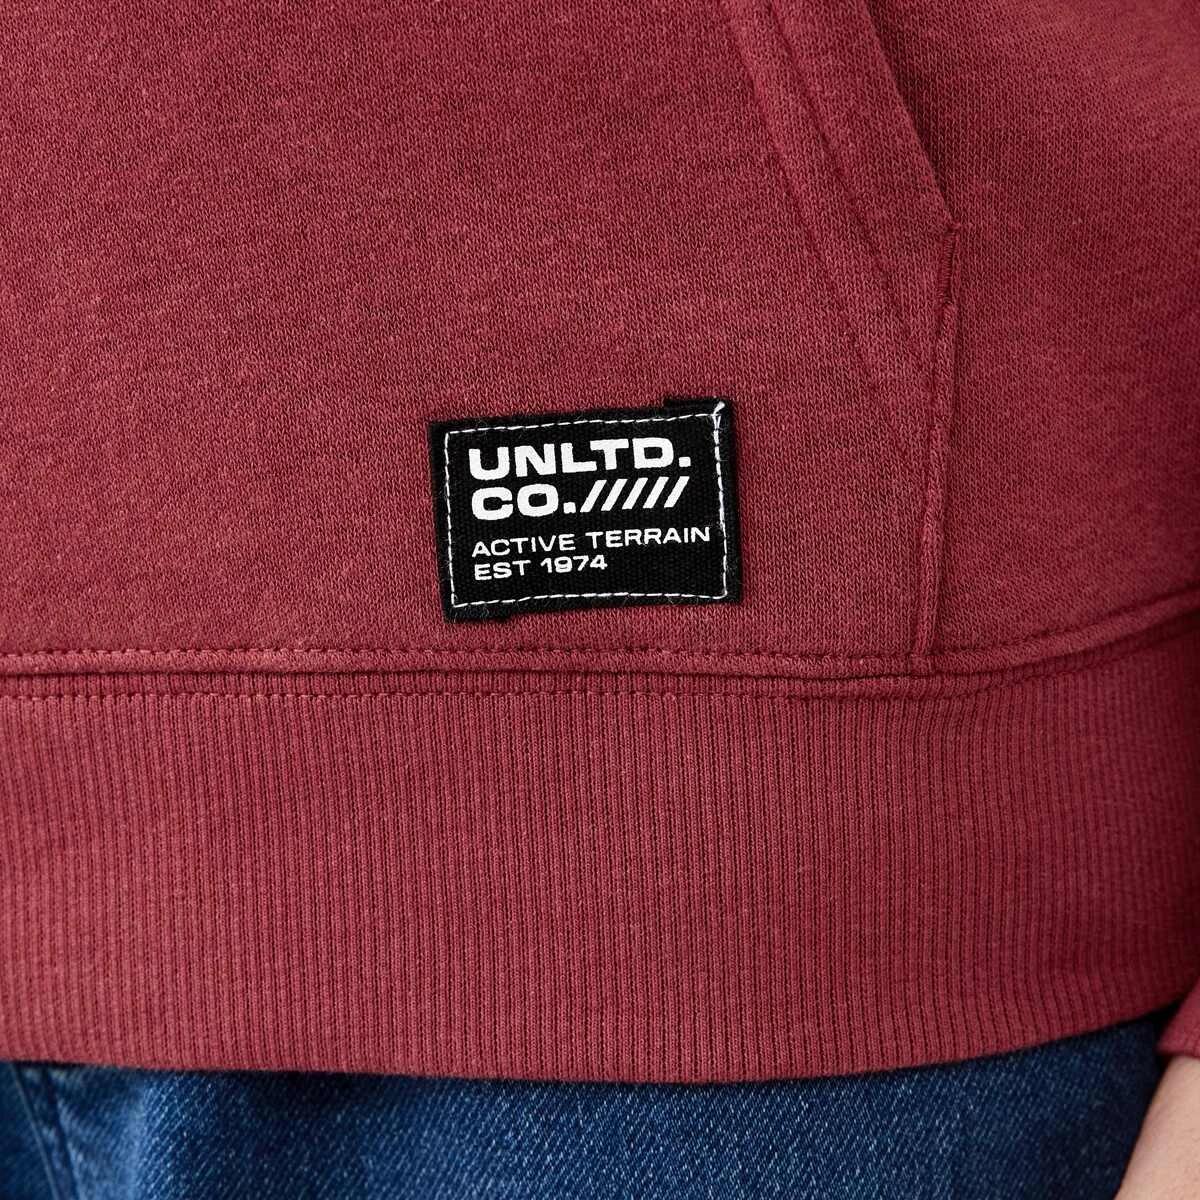 UNLTD.
CO.//////
ACTIVE TERRAIN
EST 1974